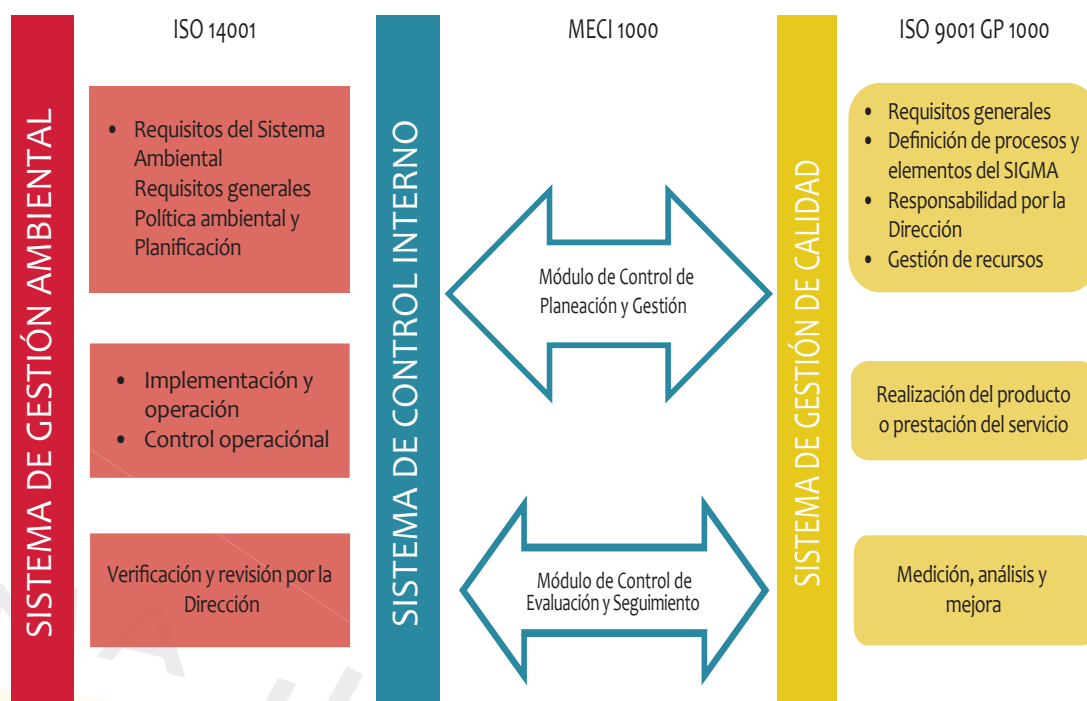 SISTEMA DE GESTIÓN AMBIENTAL
ISO 14001
• Requisitos del Sistema
Ambiental
Requisitos generales
Política ambiental y
Planificación
• Implementación y
operación
• Control operaciónal
Verificación y revisión por la
Dirección
SISTEMA DE CONTROL INTERNO
MECI 1000
Módulo de Control de
Planeación y Gestión
Módulo de Control de
Evaluación y Seguimiento
SISTEMA DE GESTIÓN DE CALIDAD
ISO 9001 GP 1000
• Requisitos generales
• Definición de procesos y
elementos del SIGMA
• Responsabilidad por la
Dirección
• Gestión de recursos
Realización del producto
o prestación del servicio
Medición, análisis y
mejora